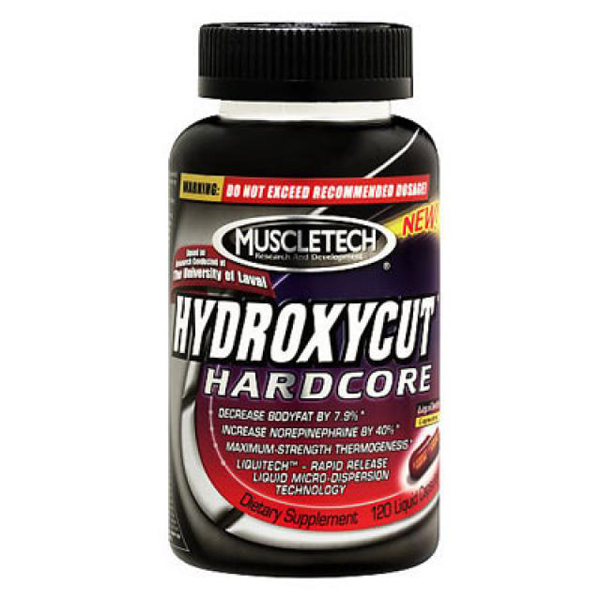 WARNING: DO NOT EXCEED RECOMMENDED DOSAGE!
NEW!
MUSCLETECH
Research And Development
®
Based on
Research Conducted at
The University of Laval
HYDROXYCUT
HARDCORE
DECREASE BODYFAT BY 7.9%*
INCREASE NOREPINEPHRINE BY 40%*
MAXIMUM-STRENGTH THERMOGENESIS*
LIQUITECH™ - RAPID RELEASE
LIQUID MICRO-DISPERSION
TECHNOLOGY
Dietary Supplement
120 Liquid